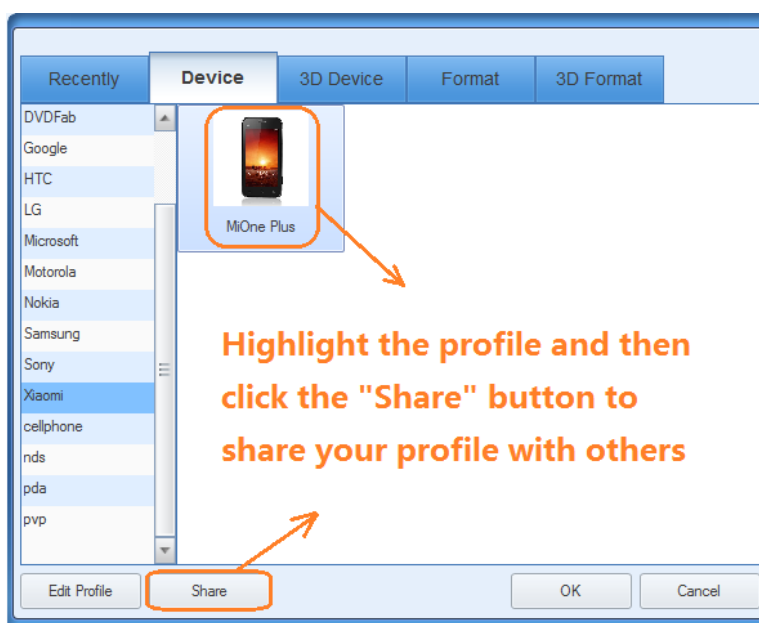 Recently
Device
3D Device
Format
3D Format
DVDFab
Google
HTC
LG
Microsoft
Motorola
Nokia
Samsung
Sony
Xiaomi
cellphone
nds
pda
pvp
MiOne Plus
Highlight the profile and then
click the "Share" button to
share your profile with others
Edit Profile
Share
OK
Cancel